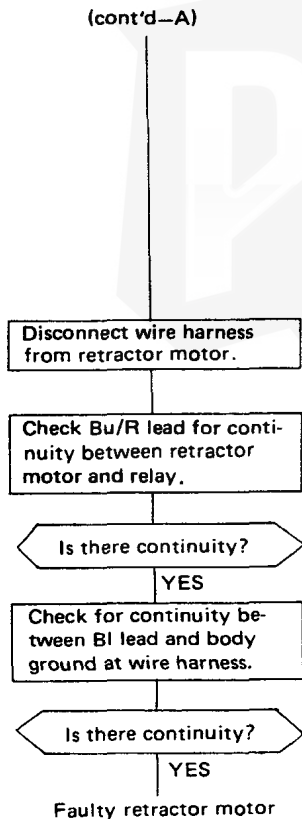 (cont'd—A)
Disconnect wire harness
from retractor motor.
Check Bu/R lead for conti-
nuity between retractor
motor and relay.
Is there continuity?
YES
Check for continuity be-
tween Bl lead and body
ground at wire harness.
Is there continuity?
YES
Faulty retractor motor